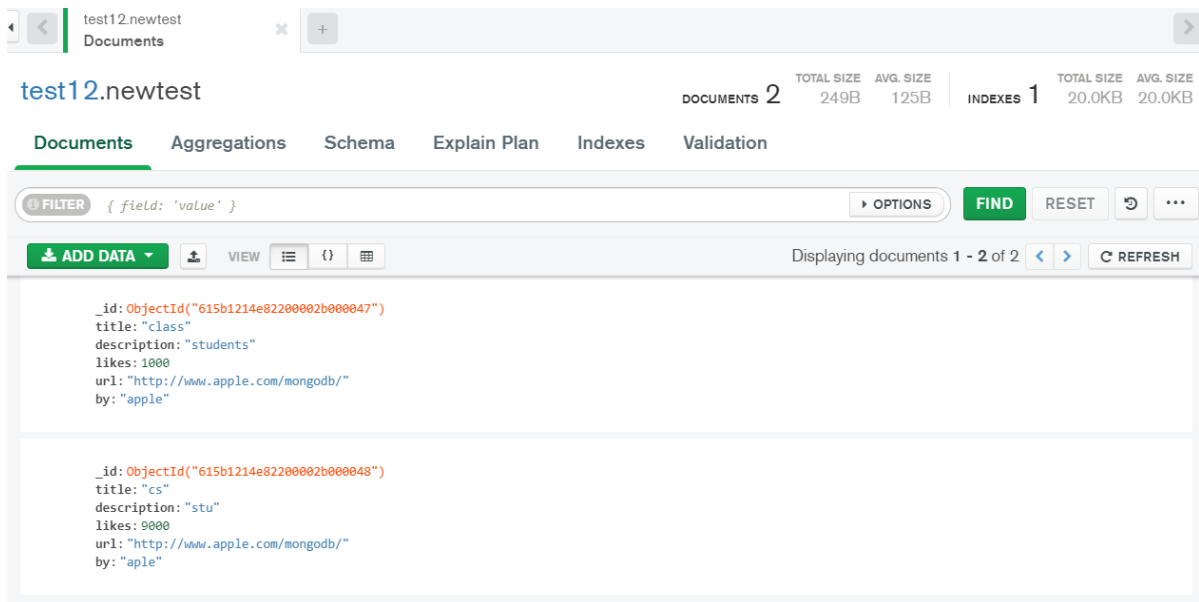 test12.newtest
Documents
test12.newtest
DOCUMENTS 2 TOTAL SIZE 249B AVG. SIZE 125B INDEXES 1 TOTAL SIZE 20.0KB AVG. SIZE 20.0KB
Documents Aggregations Schema Explain Plan Indexes Validation
FILTER { field: 'value' } OPTIONS FIND RESET ...
ADD DATA VIEW {} Displaying documents 1 - 2 of 2 < > REFRESH
_id: ObjectId("615b1214e82200002b000047")
title: "class"
description: "students"
likes: 1000
url: "http://www.apple.com/mongodb/"
by: "apple"
_id: ObjectId("615b1214e82200002b000048")
title: "cs"
description: "stu"
likes: 9000
url: "http://www.apple.com/mongodb/"
by: "aple"